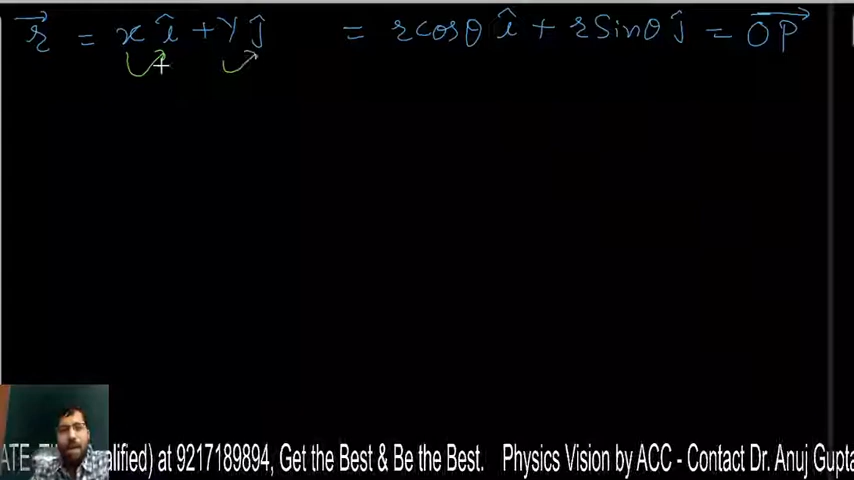 r⃗ = x î + y ĵ = r cosθ î + r Sinθ ĵ = O⃗P⃗
alified) at 9217189894, Get the Best & Be the Best. Physics Vision by ACC - Contact Dr. Anuj Gupta